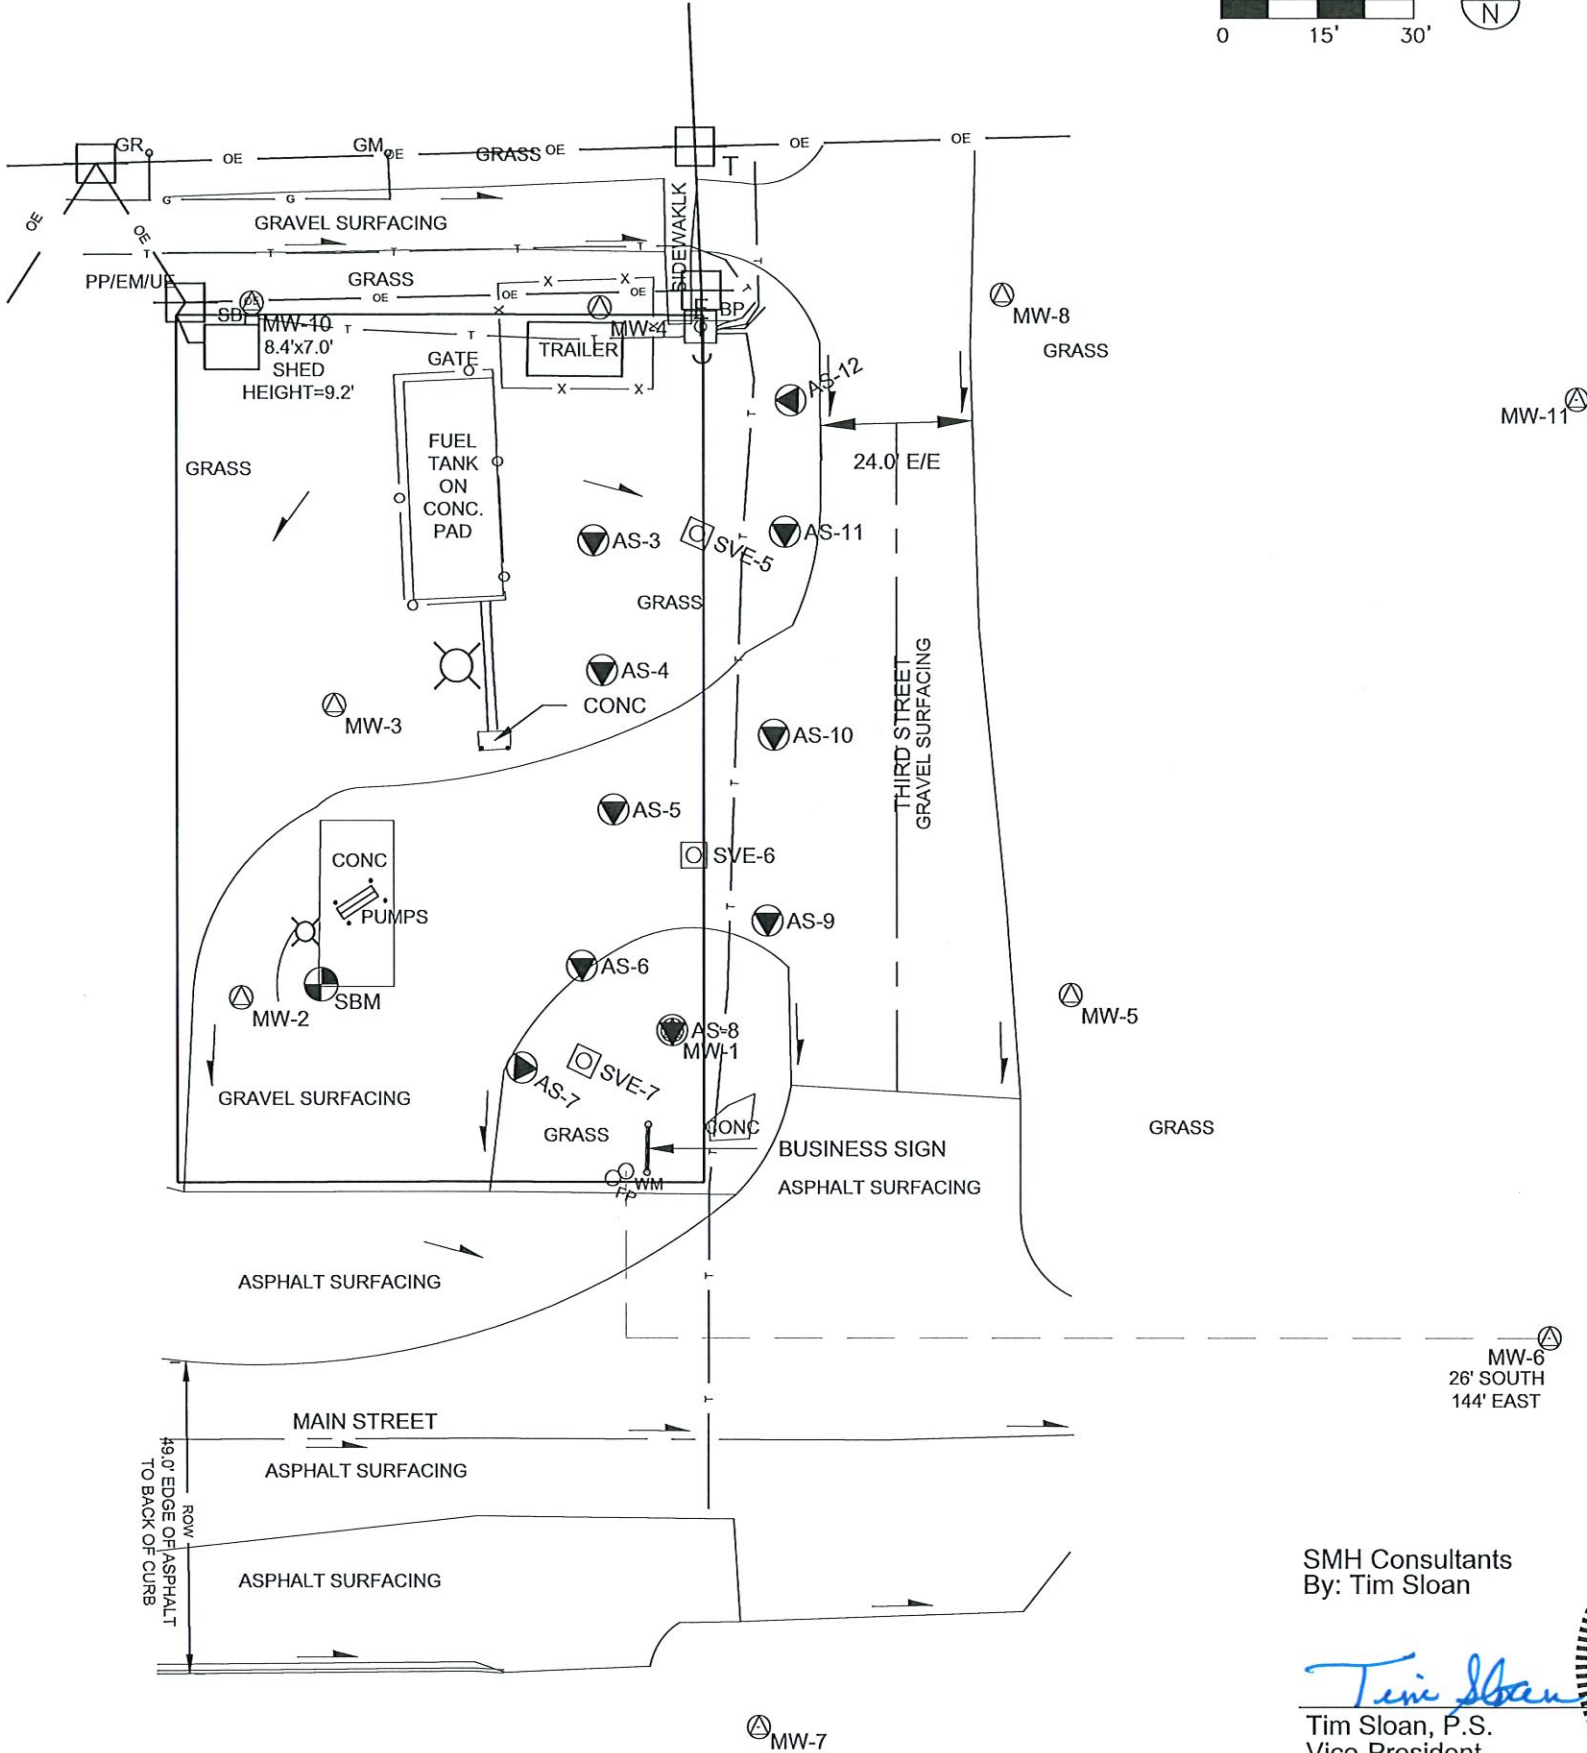 0 15' 30'
N
GR
GM
OE
OE
GRASS
OE
OE
OE
T
OE
OE
G
G
SIDEWAKLK
GRAVEL SURFACING
T
T
T
T
T
T
T
PP/EM/UE
GRASS
X
X
OE
OE
OE
OE
SB
MW-10
8.4'x7.0'
SHED
HEIGHT=9.2'
T
T
T
X
X
MW-4
BP
TRAILER
X
X
GATE
MW-8
GRASS
MW-11
AS-12
24.0' E/E
T
FUEL
TANK
ON
CONC.
PAD
GRASS
AS-3
SVE-5
AS-11
T
GRASS
AS-4
T
CONC
MW-3
AS-10
THIRD STREET
GRAVEL SURFACING
T
AS-5
CONC
SVE-6
PUMPS
T
AS-9
AS-6
SBM
MW-2
MW-5
AS-8
MW-1
T
AS-7
SVE-7
GRAVEL SURFACING
GRASS
CONC
GRASS
BUSINESS SIGN
T
WM
FP
ASPHALT SURFACING
ASPHALT SURFACING
T
MW-6
26' SOUTH
144' EAST
T
MAIN STREET
ASPHALT SURFACING
49.0' EDGE OF ASPHALT
TO BACK OF CURB
ROW
ASPHALT SURFACING
MW-7
SMH Consultants
By: Tim Sloan
Tim Sloan
Tim Sloan, P.S.
Vice President